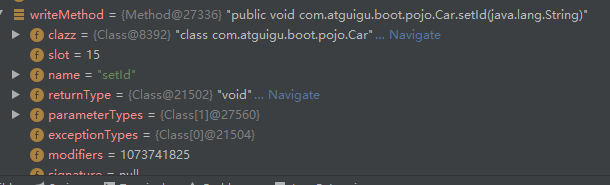 writeMethod = {Method@27336} "public void com.atguigu.boot.pojo.Car.setId(java.lang.String)"
f clazz = {Class@8392} "class com.atguigu.boot.pojo.Car"... Navigate
f slot = 15
f name = "setId"
f returnType = {Class@21502} "void"... Navigate
f parameterTypes = {Class[1]@27560}
f exceptionTypes = {Class[0]@21504}
f modifiers = 1073741825
f signature = null